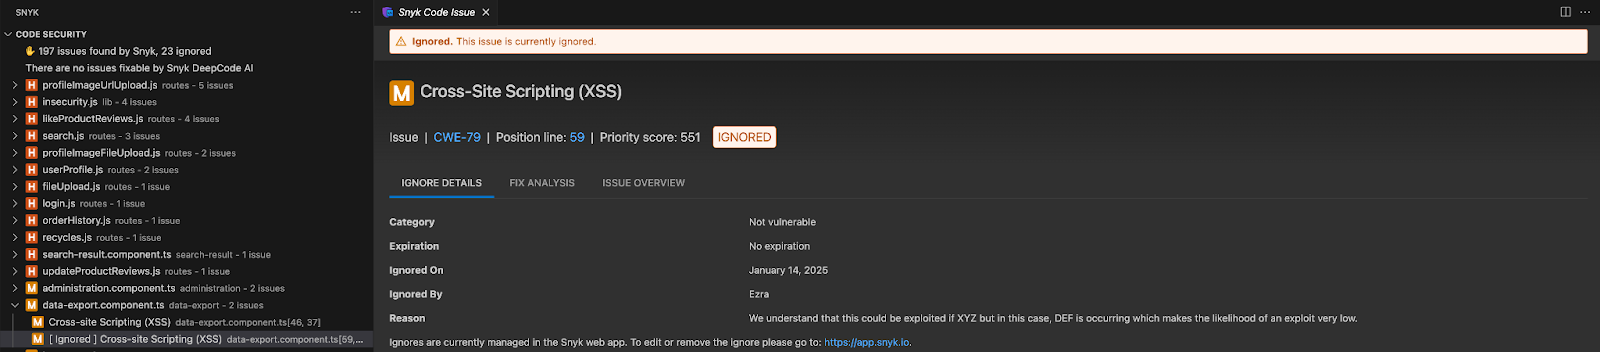 SNYK
CODE SECURITY
197 issues found by Snyk, 23 ignored
There are no issues fixable by Snyk DeepCode AI
H profileImageUrlUpload.js routes - 5 issues
H insecurity.js lib - 4 issues
H likeProductReviews.js routes - 4 issues
H search.js routes - 3 issues
H profileImageFileUpload.js routes - 2 issues
H userProfile.js routes - 2 issues
H fileUpload.js routes - 1 issue
H login.js routes - 1 issue
H orderHistory.js routes - 1 issue
H recycles.js routes - 1 issue
H search-result.component.ts search-result - 1 issue
H updateProductReviews.js routes - 1 issue
M administration.component.ts administration - 2 issues
M data-export.component.ts data-export - 2 issues
M Cross-site Scripting (XSS) data-export.component.ts[46, 37]
M [ Ignored ] Cross-site Scripting (XSS) data-export.component.ts[59,...
Snyk Code Issue
Ignored. This issue is currently ignored.
M Cross-Site Scripting (XSS)
Issue | CWE-79 | Position line: 59 | Priority score: 551 IGNORED
IGNORE DETAILS FIX ANALYSIS ISSUE OVERVIEW
Category Not vulnerable
Expiration No expiration
Ignored On January 14, 2025
Ignored By Ezra
Reason We understand that this could be exploited if XYZ but in this case, DEF is occurring which makes the likelihood of an exploit very low.
Ignores are currently managed in the Snyk web app. To edit or remove the ignore please go to: https://app.snyk.io.